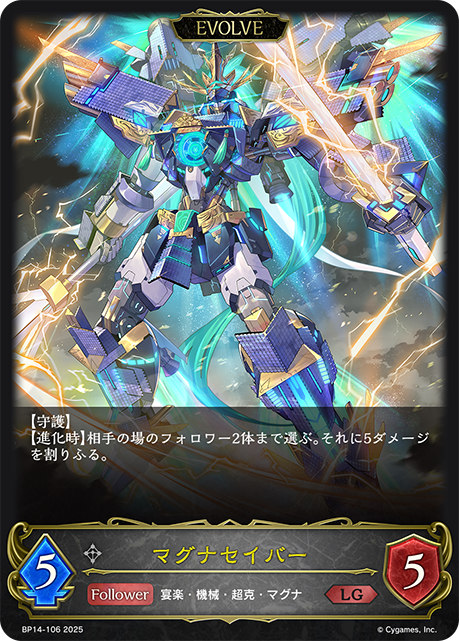 EVOLVE
【守護】
【進化時】相手の場のフォロワー2体まで選ぶ。それに5ダメージ
を割りふる。
マグナセイバー
5
5
Follower
宴楽・機械・超克・マグナ
LG
BP14-106 2025
© Cygames, Inc.